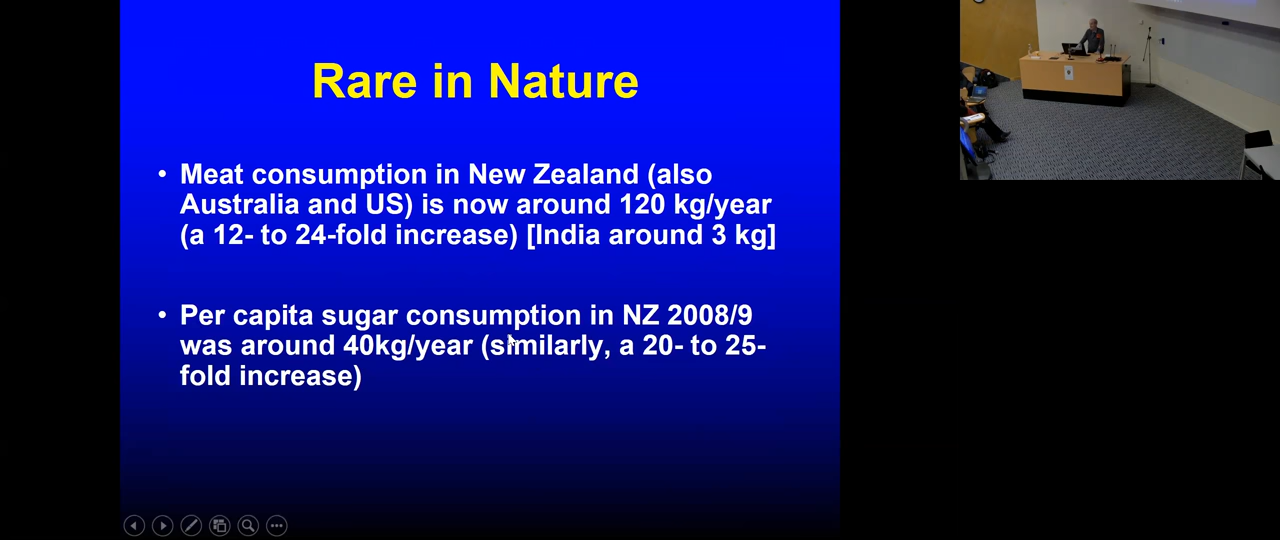 Rare in Nature
• Meat consumption in New Zealand (also
Australia and US) is now around 120 kg/year
(a 12- to 24-fold increase) [India around 3 kg]
• Per capita sugar consumption in NZ 2008/9
was around 40kg/year (similarly, a 20- to 25-
fold increase)